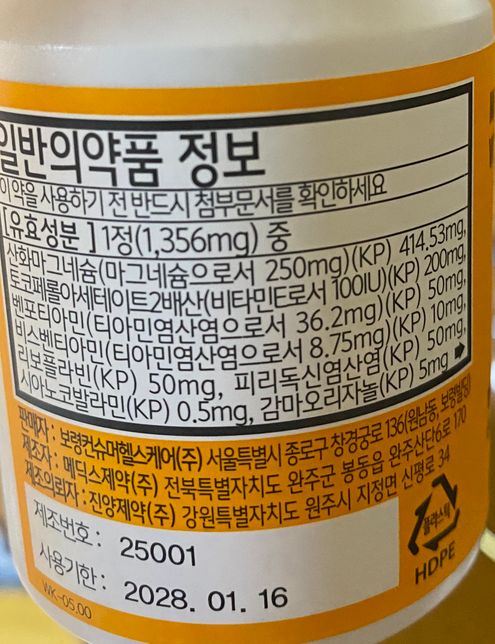 일반의약품 정보
이 약을 사용하기 전 반드시 첨부문서를 확인하세요
[유효성분 ] 1정(1,356mg) 중
산화마그네슘(마그네슘으로서 250mg)(KP) 414.53mg,
토코페롤아세테이트2배산(비타민E로서 100IU)(KP) 200mg,
벤포티아민(티아민염산염으로서 36.2mg)(KP) 50mg,
비스벤티아민(티아민염산염으로서 8.75mg)(KP) 10mg,
리보플라빈(KP) 50mg, 피리독신염산염(KP) 50mg,
시아노코발라민(KP) 0.5mg, 감마오리자놀(KP) 5mg
판매자 : 보령컨슈머헬스케어(주) 서울특별시 종로구 창경궁로 136(원남동, 보령빌딩)
제조자 : 메딕스제약(주) 전북특별자치도 완주군 봉동읍 완주산단6로 170
제조의뢰자 : 진양제약(주) 강원특별자치도 원주시 지정면 신평로 34
제조번호 : 25001
사용기한 : 2028. 01. 16
WK-05.00
플라스틱
HDPE